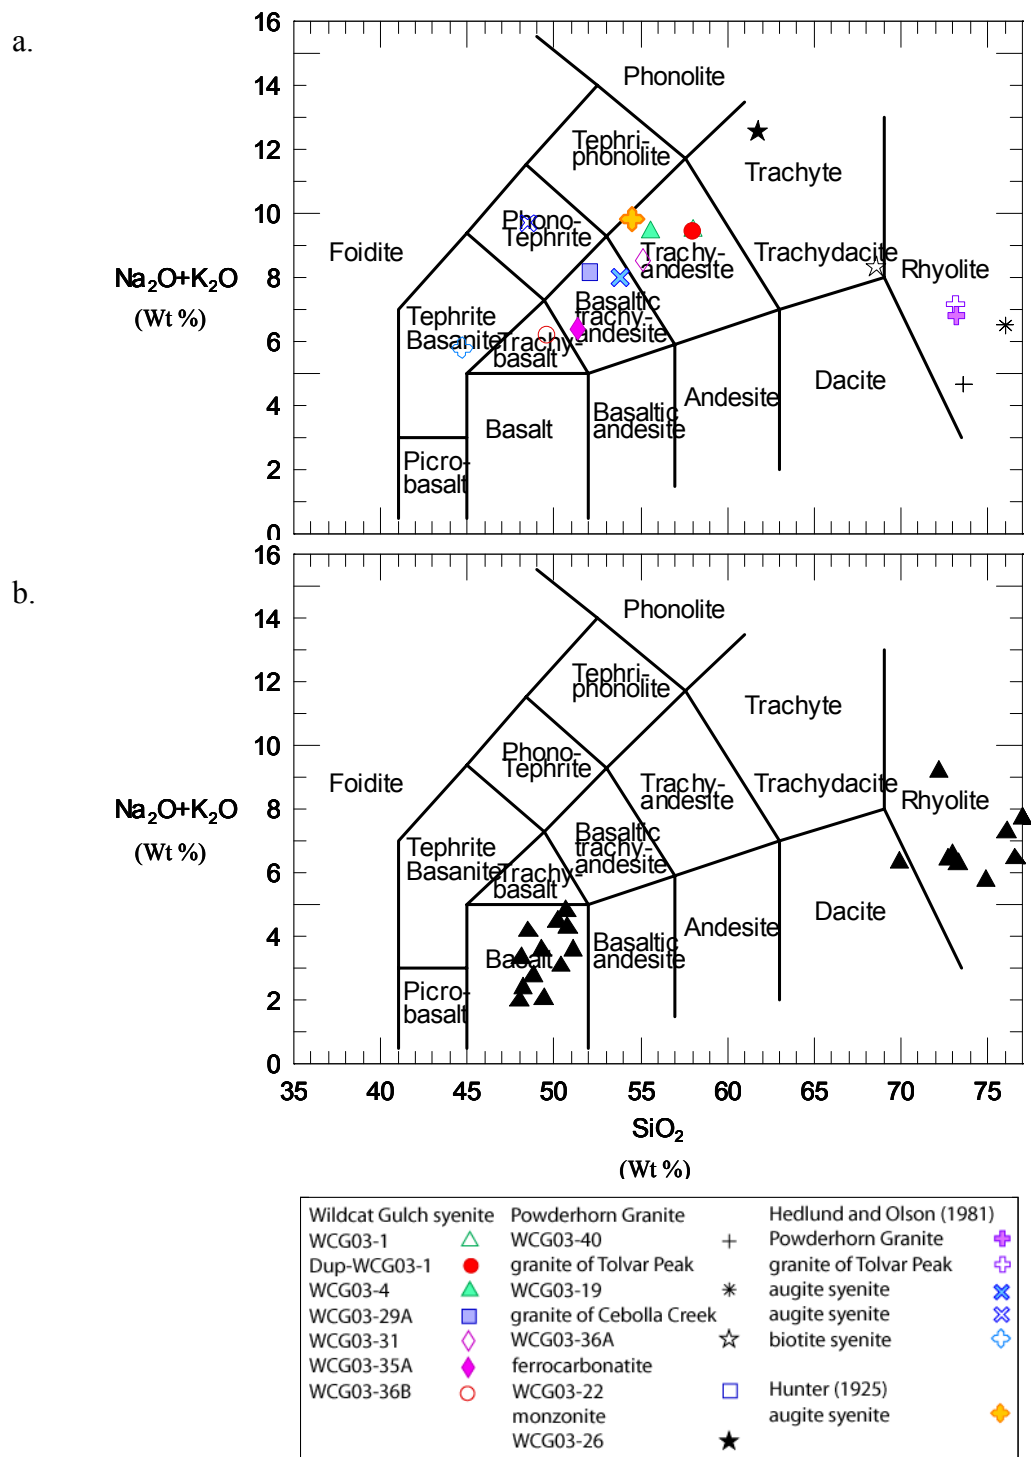 a.
16
14
12
10
8
6
4
2
0
Na₂O+K₂O
(Wt %)
Phonolite
Tephri-
phonolite
Trachyte
Phono-
Tephrite
Foidite
Trachy-
andesite
Trachydacite
Rhyolite
Tephrite
Basanite
Basaltic
trachy-
andesite
Trachy-
basalt
Dacite
Andesite
Basalt
Basaltic
andesite
Picro-
basalt
b.
16
14
12
10
8
6
4
2
0
Na₂O+K₂O
(Wt %)
Phonolite
Tephri-
phonolite
Trachyte
Phono-
Tephrite
Foidite
Trachy-
andesite
Trachydacite
Rhyolite
Tephrite
Basanite
Basaltic
trachy-
andesite
Trachy-
basalt
Dacite
Andesite
Basalt
Basaltic
andesite
Picro-
basalt
35 40 45 50 55 60 65 70 75
SiO₂
(Wt %)
Wildcat Gulch syenite
WCG03-1
Dup-WCG03-1
WCG03-4
WCG03-29A
WCG03-31
WCG03-35A
WCG03-36B
Powderhorn Granite
WCG03-40
granite of Tolvar Peak
WCG03-19
granite of Cebolla Creek
WCG03-36A
ferrocarbonatite
WCG03-22
monzonite
WCG03-26
Hedlund and Olson (1981)
Powderhorn Granite
granite of Tolvar Peak
augite syenite
augite syenite
biotite syenite
Hunter (1925)
augite syenite